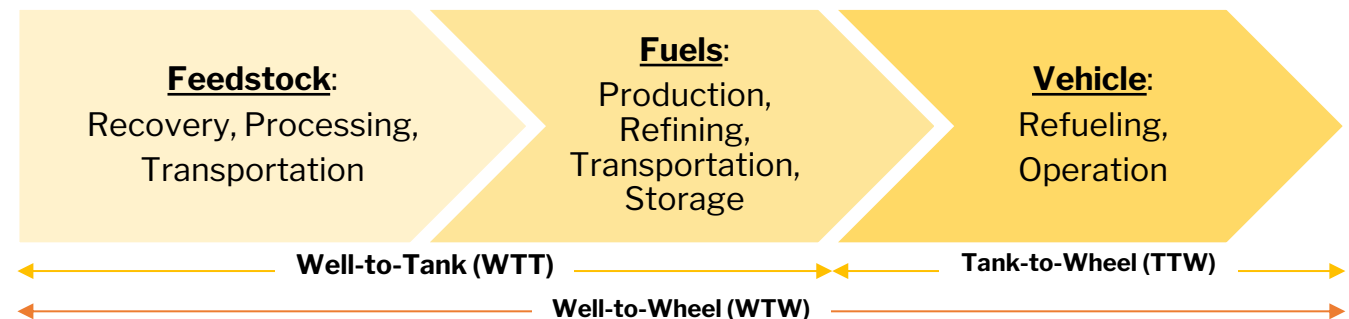 Feedstock:
Recovery, Processing,
Transportation
Fuels:
Production,
Refining,
Transportation,
Storage
Vehicle:
Refueling,
Operation
Well-to-Tank (WTT)
Tank-to-Wheel (TTW)
Well-to-Wheel (WTW)